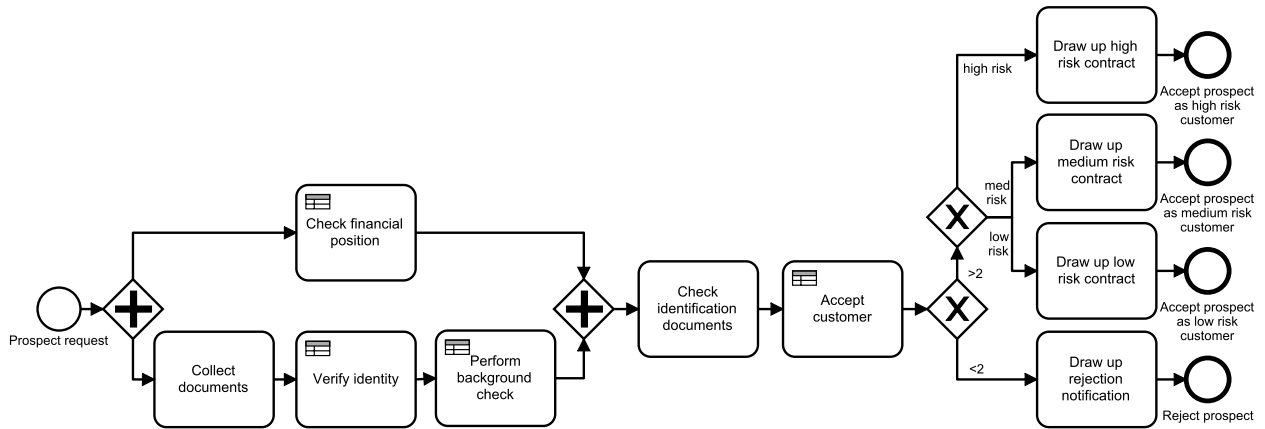 Prospect request
Check financial
position
Collect
documents
Verify identity
Perform
background
check
Check
identification
documents
Accept
customer
>2
<2
high risk
med
risk
low
risk
Draw up high
risk contract
Accept prospect
as high risk
customer
Draw up
medium risk
contract
Accept prospect
as medium risk
customer
Draw up low
risk contract
Accept prospect
as low risk
customer
Draw up
rejection
notification
Reject prospect